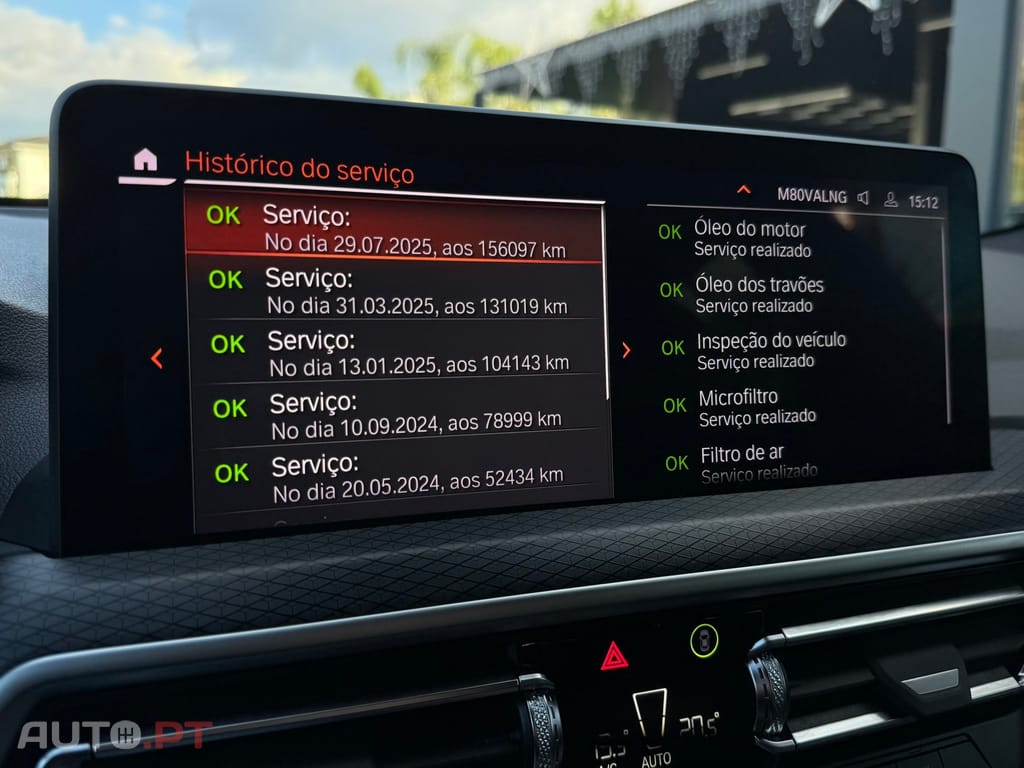 Histórico do serviço
M80VALNG 15:12
OK Serviço:
No dia 29.07.2025, aos 156097 km
OK Serviço:
No dia 31.03.2025, aos 131019 km
OK Serviço:
No dia 13.01.2025, aos 104143 km
OK Serviço:
No dia 10.09.2024, aos 78999 km
OK Serviço:
No dia 20.05.2024, aos 52434 km
OK Óleo do motor
Serviço realizado
OK Óleo dos travões
Serviço realizado
OK Inspeção do veículo
Serviço realizado
OK Microfiltro
Serviço realizado
OK Filtro de ar
Serviço realizado
AUTO
AUTO.PT